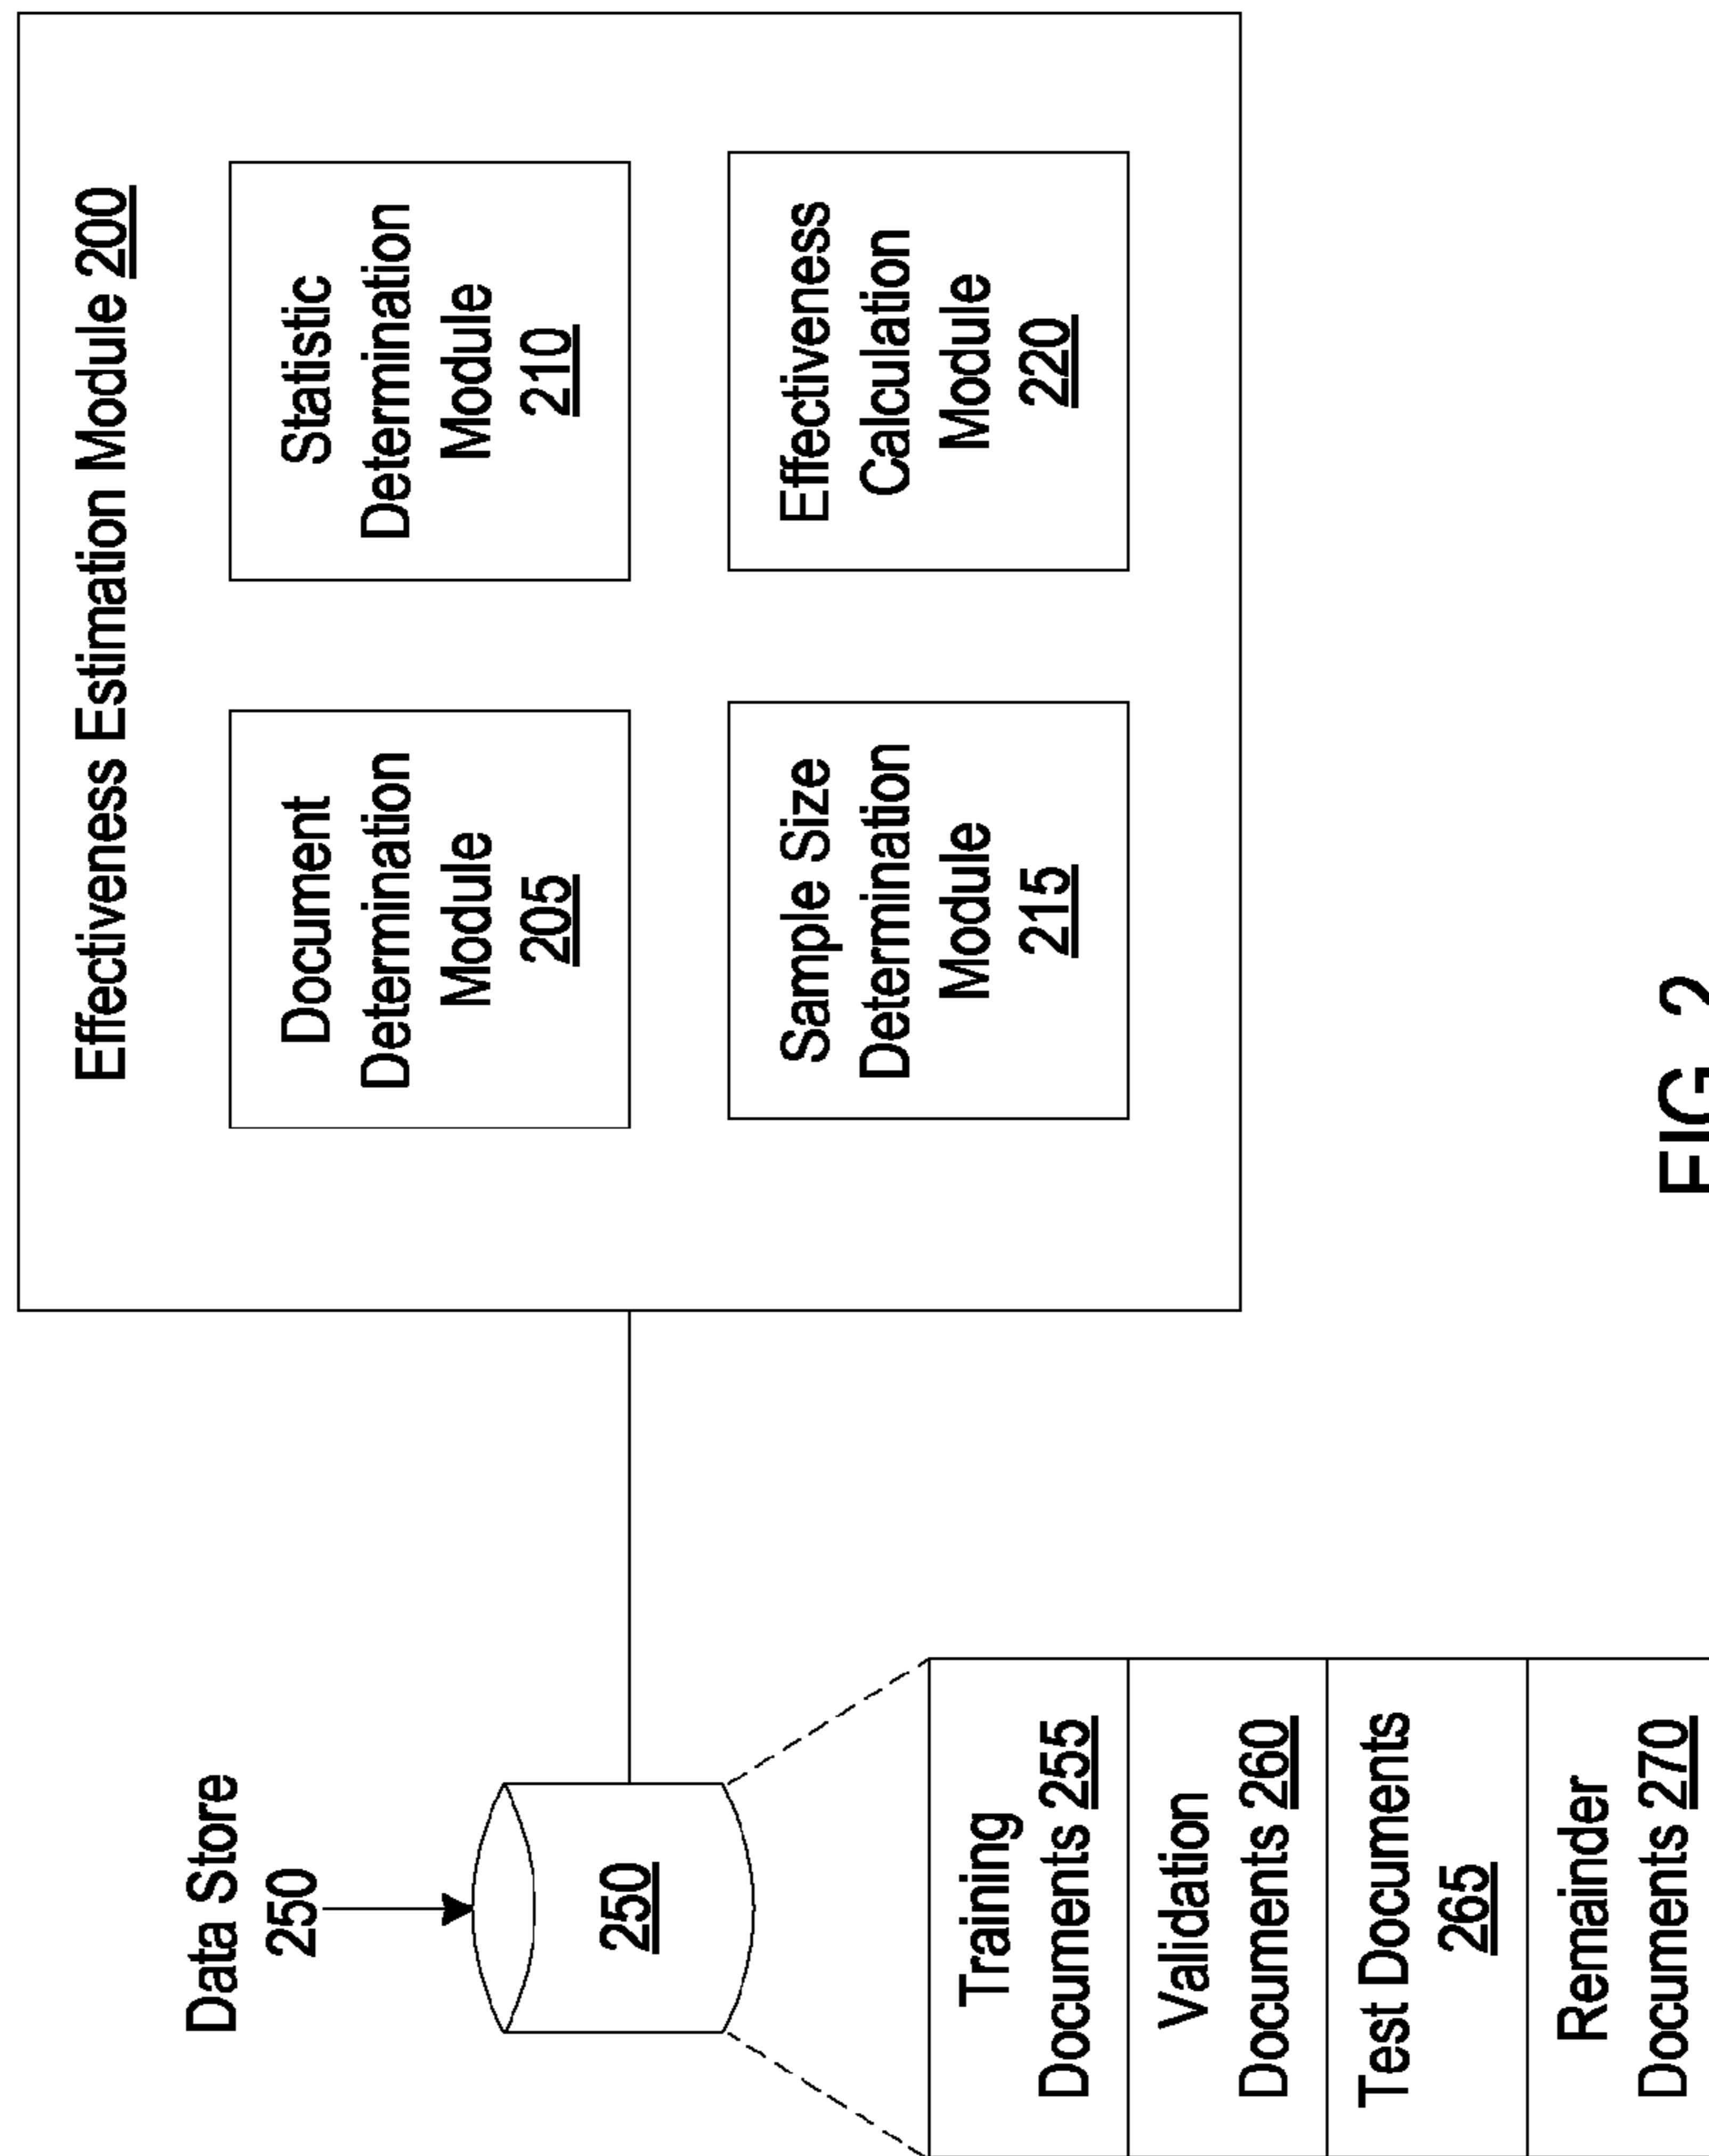 Data Store
250
250
Training
Documents 255
Validation
Documents 260
Test Documents
265
Remainder
Documents 270
Effectiveness Estimation Module 200
Document
Determination
Module
205
Statistic
Determination
Module
210
Sample Size
Determination
Module
215
Effectiveness
Calculation
Module
220
FIG. 2